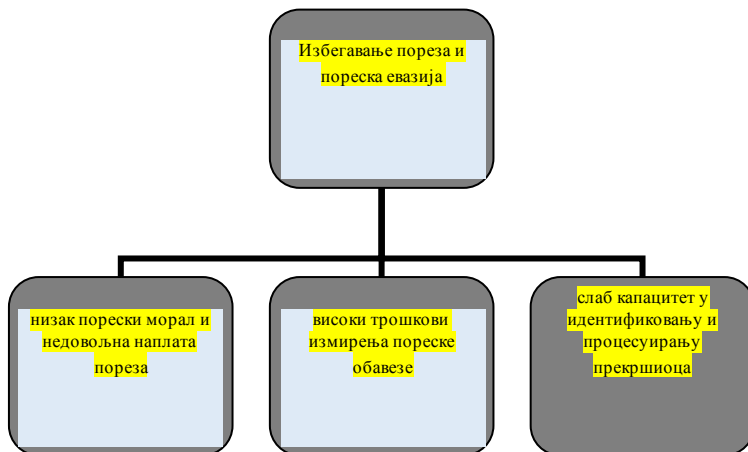 Избегавање пореза и
пореска евазија
низак порески морал и
недовољна наплата
пореза
високи трошкови
измирења пореске
обавезе
слаб капацитет у
идентификовању и
процесуирању
прекршиоца